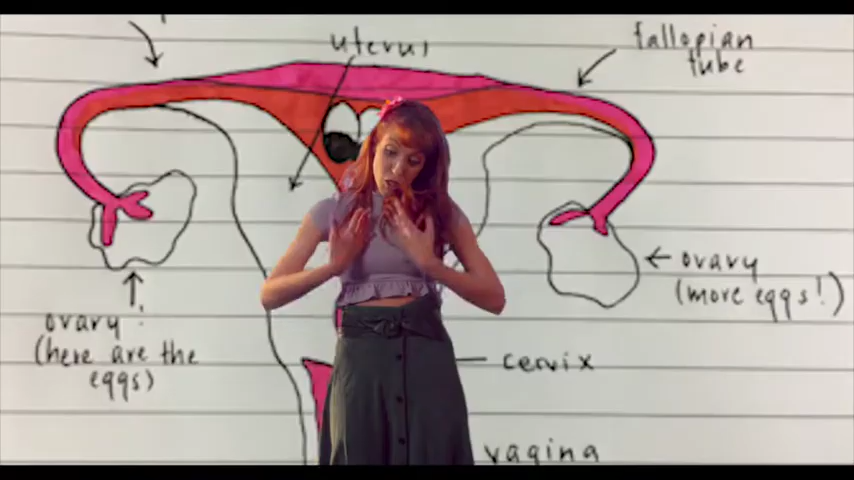 uterus
fallopian
tube
ovary
(more eggs!)
ovary!
(here are the
eggs)
cervix
vagina